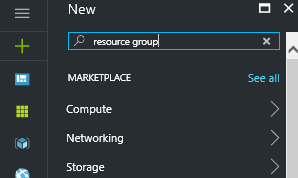 New
resource group
MARKETPLACE See all
Compute
Networking
Storage